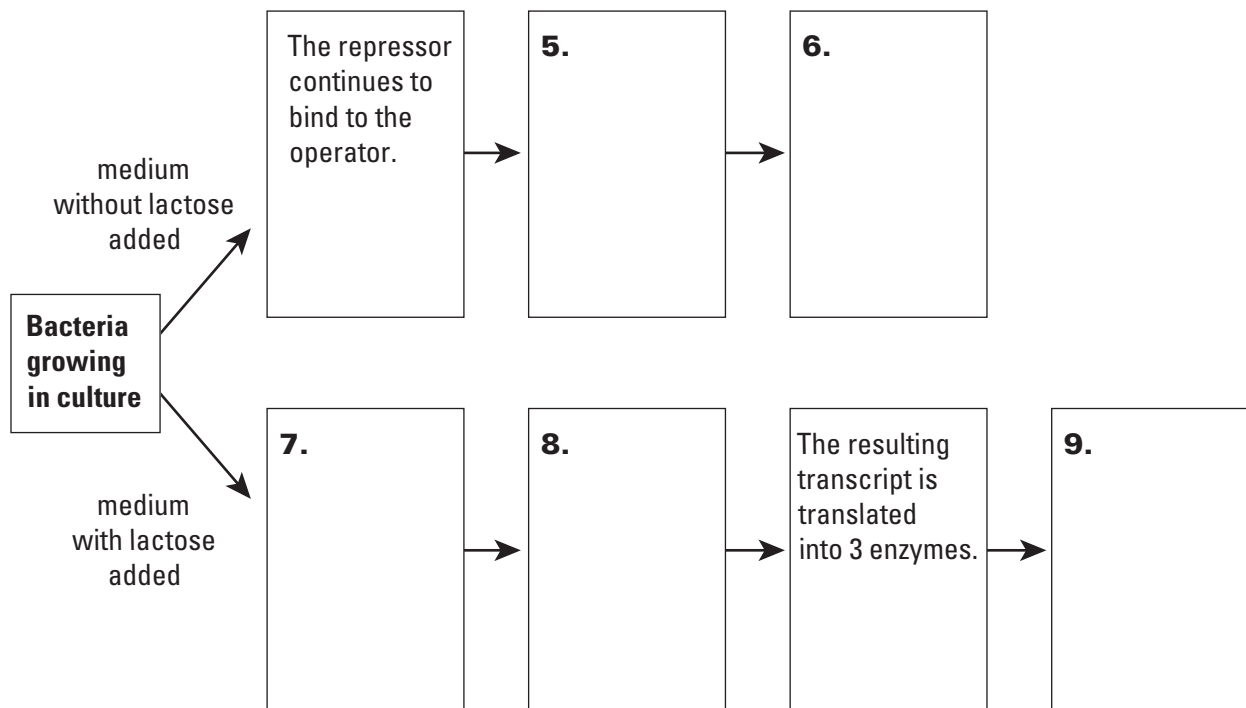 The repressor
continues to
bind to the
operator.
5.
6.
medium
without lactose
added
Bacteria
growing
in culture
medium
with lactose
added
7.
8.
The resulting
transcript is
translated
into 3 enzymes.
9.